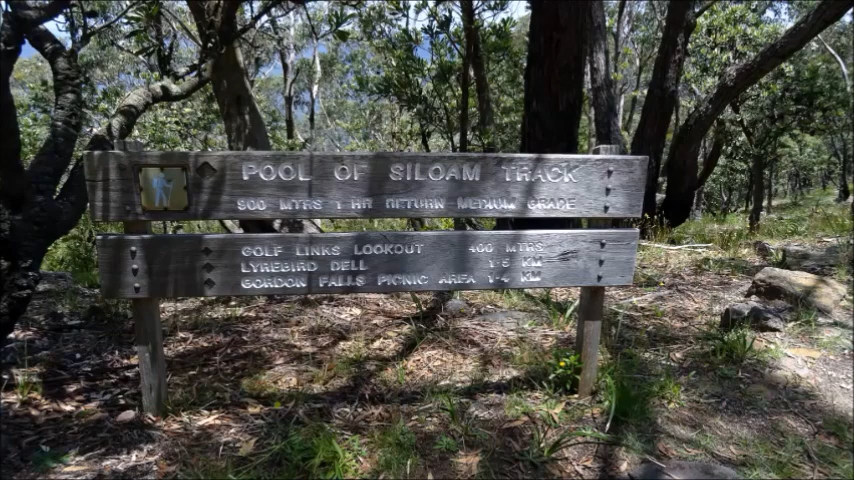 POOL OF SILOAM TRACK
900 MTRS 1 HR RETURN MEDIUM GRADE
GOLF LINKS LOOKOUT 400 MTRS
LYREBIRD DELL 1·5 KM
GORDON FALLS PICNIC AREA 1·4 KM